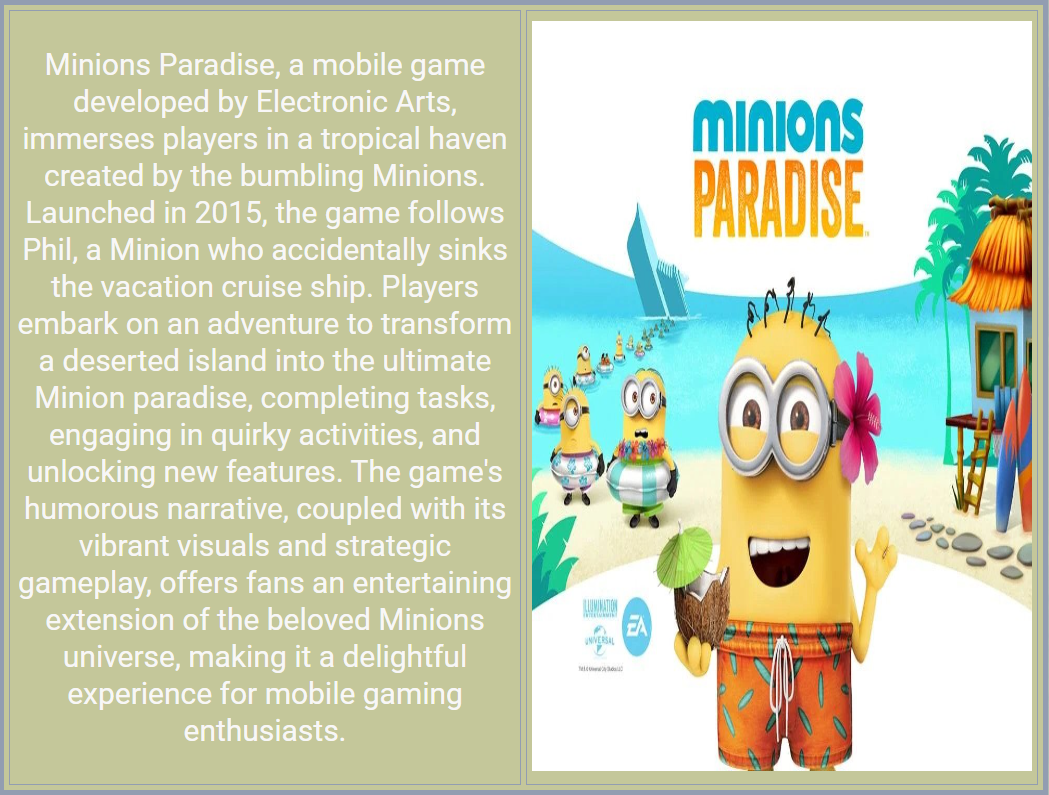 Minions Paradise, a mobile game
developed by Electronic Arts,
immerses players in a tropical haven
created by the bumbling Minions.
Launched in 2015, the game follows
Phil, a Minion who accidentally sinks
the vacation cruise ship. Players
embark on an adventure to transform
a deserted island into the ultimate
Minion paradise, completing tasks,
engaging in quirky activities, and
unlocking new features. The game's
humorous narrative, coupled with its
vibrant visuals and strategic
gameplay, offers fans an entertaining
extension of the beloved Minions
universe, making it a delightful
experience for mobile gaming
enthusiasts.
minions
PARADISE
ILLUMINATION
ENTERTAINMENT
UNIVERSAL
EA